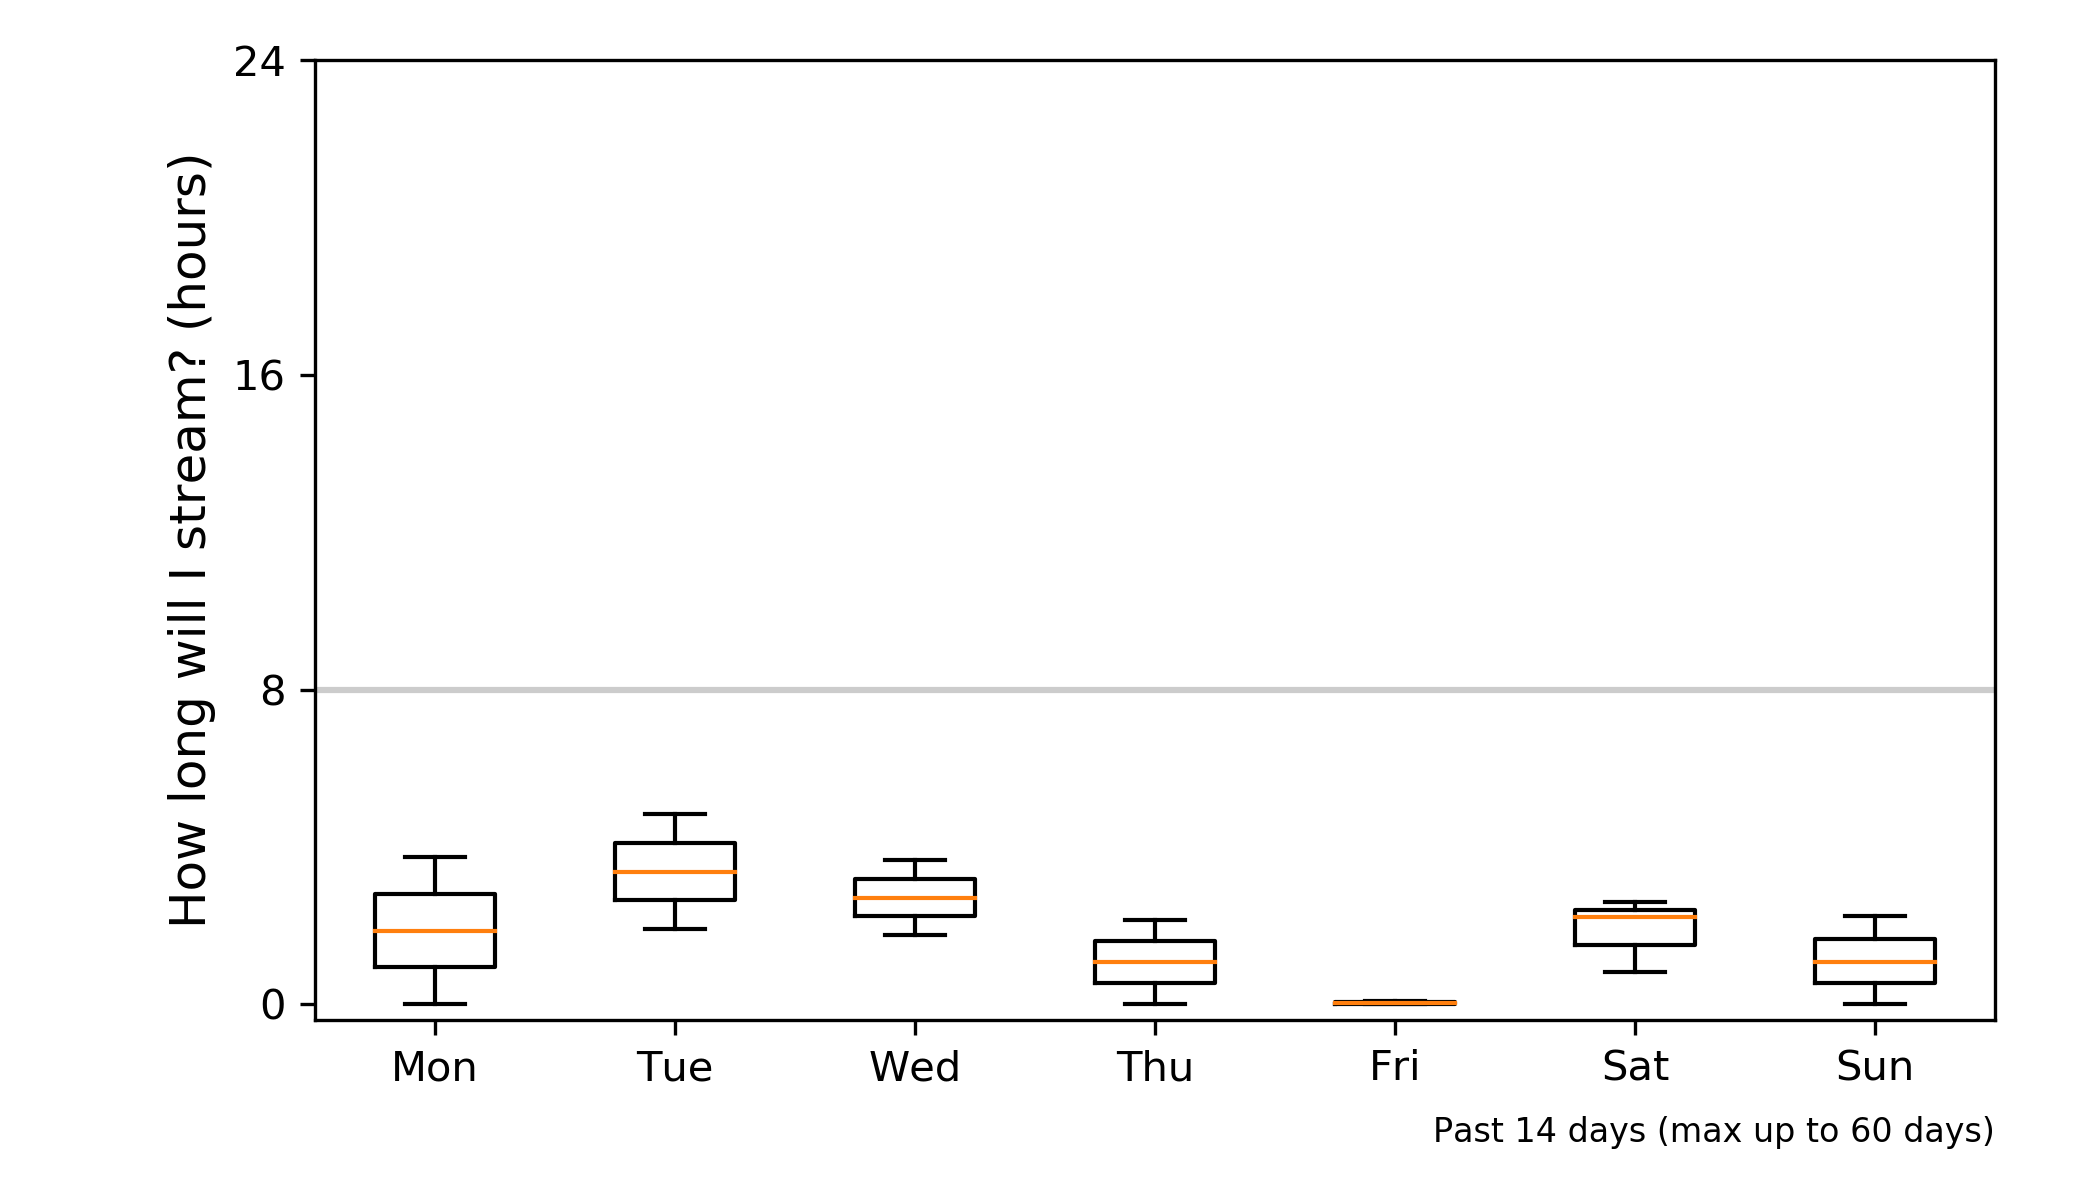 How long will I stream? (hours)
24
16
8
0
Mon Tue Wed Thu Fri Sat Sun
Past 14 days (max up to 60 days)